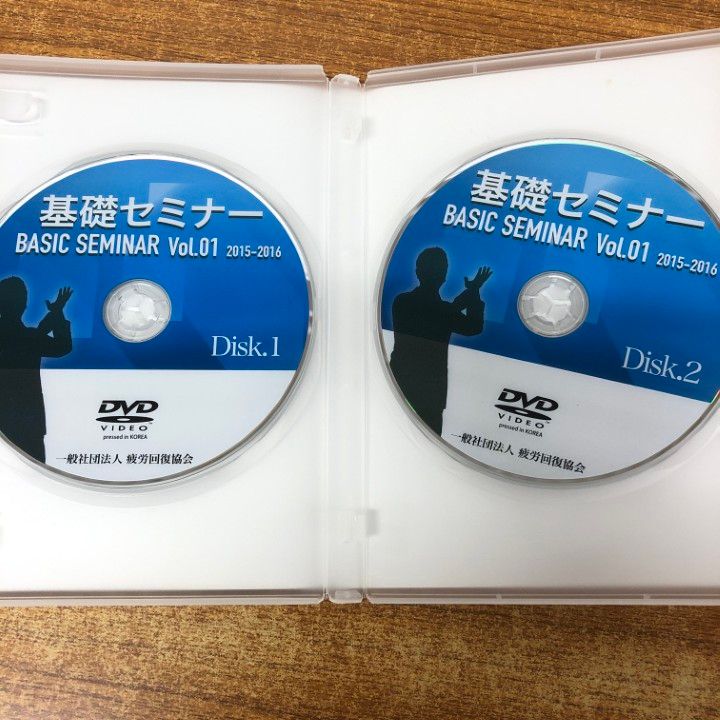 基礎セミナー
BASIC SEMINAR Vol.01 2015-2016
Disk.1
DVD
VIDEO™
pressed in KOREA
一般社団法人 疲労回復協会
基礎セミナー
BASIC SEMINAR Vol.01 2015-2016
Disk.2
DVD
VIDEO™
pressed in KOREA
一般社団法人 疲労回復協会